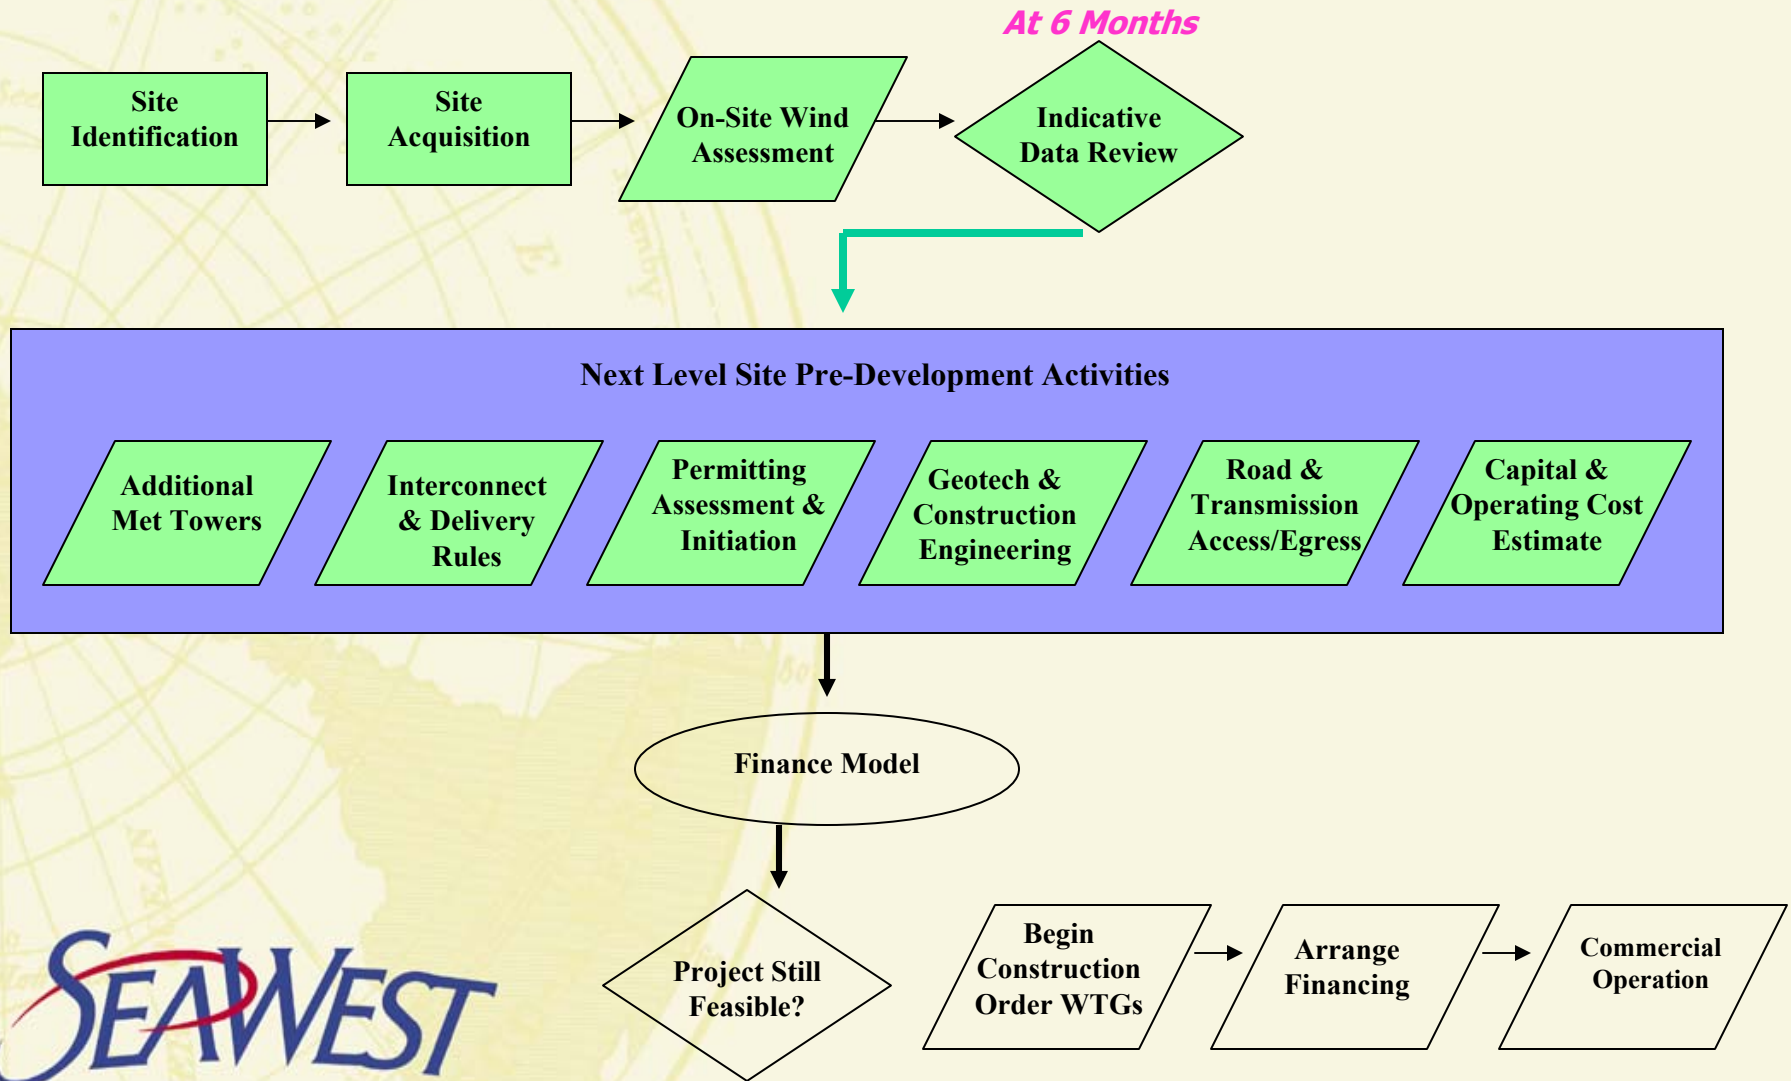 At 6 Months
Site
Identification
Site
Acquisition
On-Site Wind
Assessment
Indicative
Data Review
Next Level Site Pre-Development Activities
Additional
Met Towers
Interconnect
& Delivery
Rules
Permitting
Assessment &
Initiation
Geotech &
Construction
Engineering
Road &
Transmission
Access/Egress
Capital &
Operating Cost
Estimate
Finance Model
Project Still
Feasible?
Begin
Construction
Order WTGs
Arrange
Financing
Commercial
Operation
SEAWEST
E